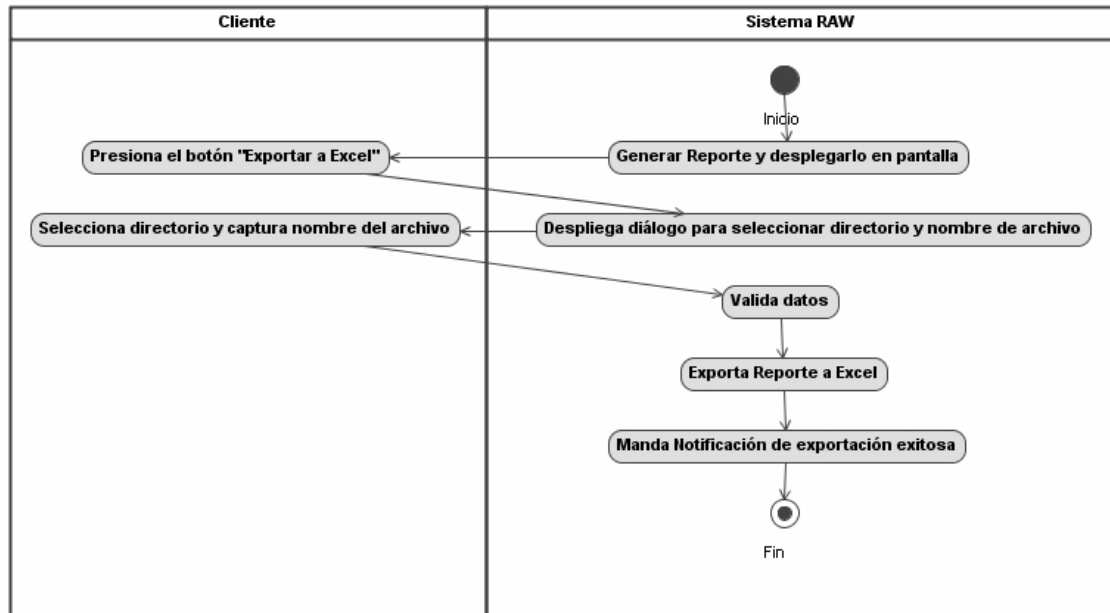 Cliente
Sistema RAW
Inicio
Presiona el botón "Exportar a Excel"
Generar Reporte y desplegarlo en pantalla
Selecciona directorio y captura nombre del archivo
Despliega diálogo para seleccionar directorio y nombre de archivo
Valida datos
Exporta Reporte a Excel
Manda Notificación de exportación exitosa
Fin